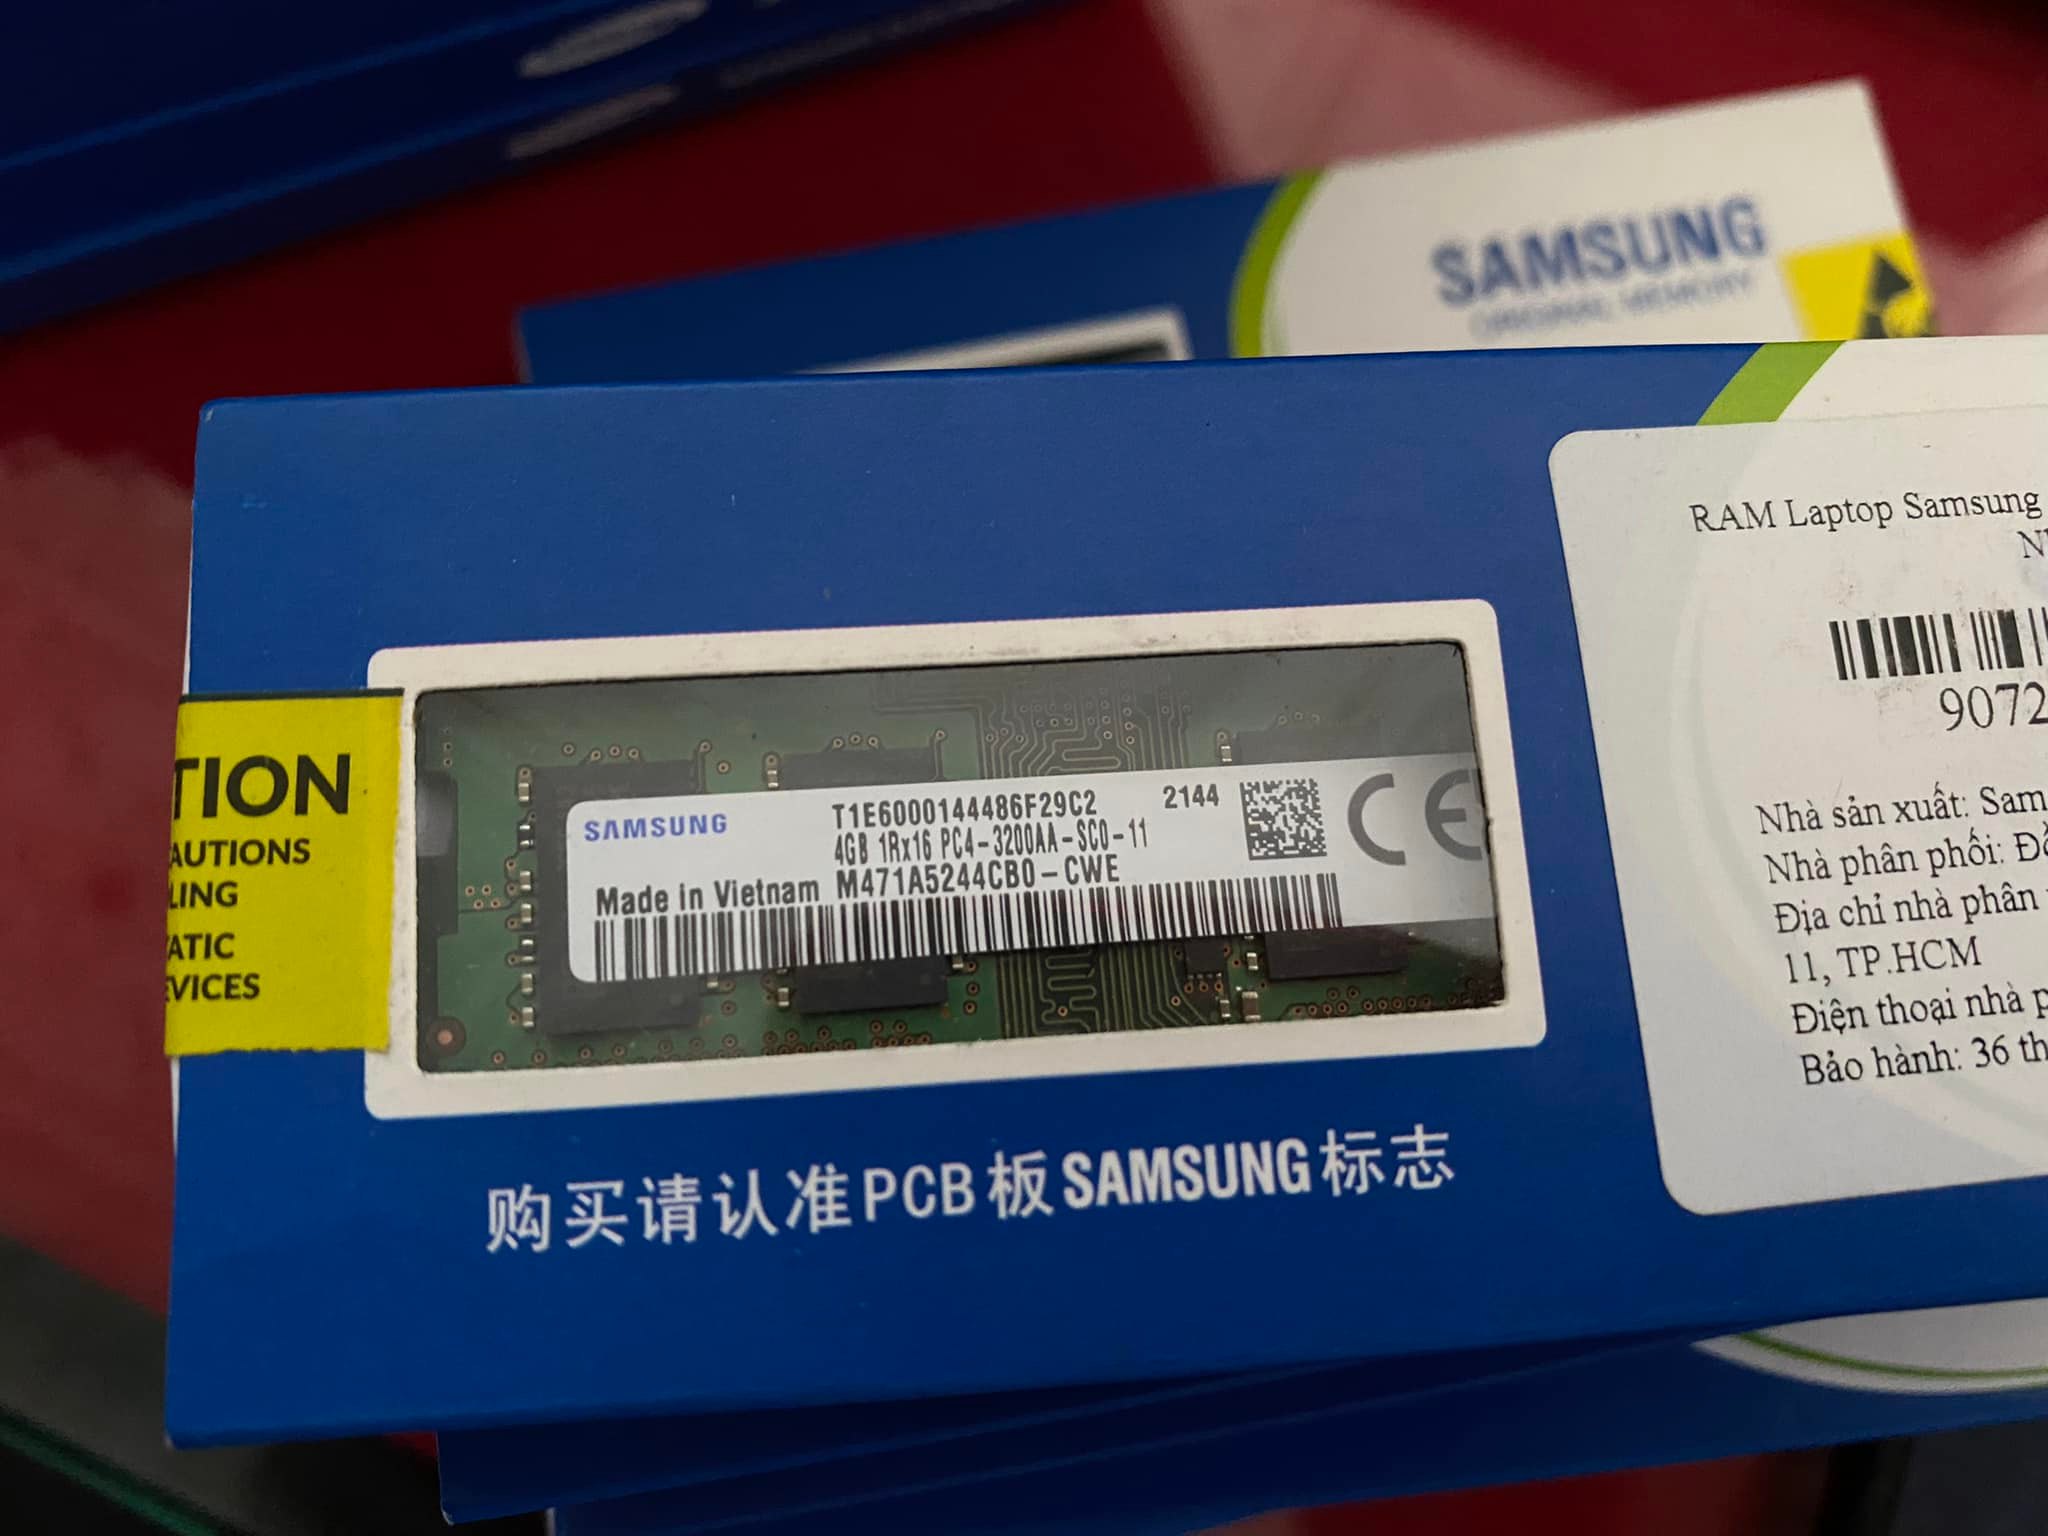 SAMSUNG
ORIGINAL MEMORY
RAM Laptop Samsung
9072
Nhà sản xuất: Sam
Nhà phân phối: Đồ
Địa chỉ nhà phân
11, TP.HCM
Điện thoại nhà p
Bảo hành: 36 th
TION
AUTIONS
LING
ATIC
EVICES
SAMSUNG
T1E6000144486F29C2 2144
4GB 1Rx16 PC4-3200AA-SC0-11
Made in Vietnam M471A5244CB0-CWE
CE
购买请认准PCB板SAMSUNG标志